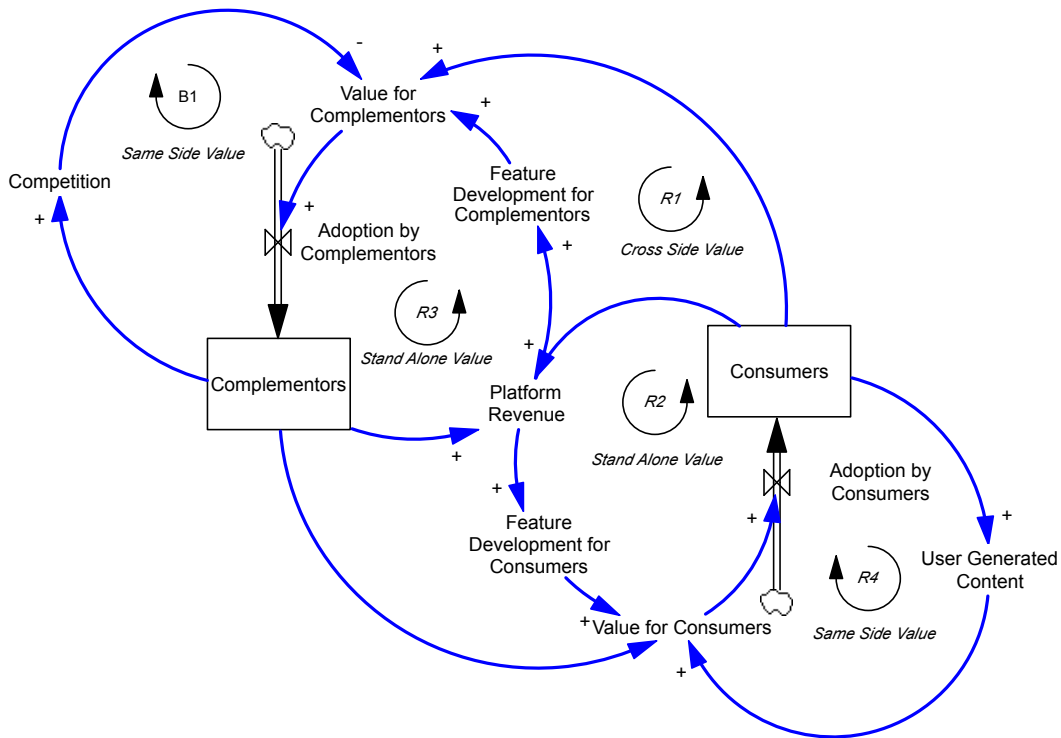 -
+
B1
Value for
Complementors
+
Same Side Value
Competition
+
Feature
Development for
Complementors
R1
Cross Side Value
+
Adoption by
Complementors
+
R3
Stand Alone Value
+
Complementors
Consumers
Platform
Revenue
R2
Stand Alone Value
+
+
Feature
Development for
Consumers
Adoption by
Consumers
+
+
User Generated
Content
R4
Same Side Value
+
Value for Consumers
+